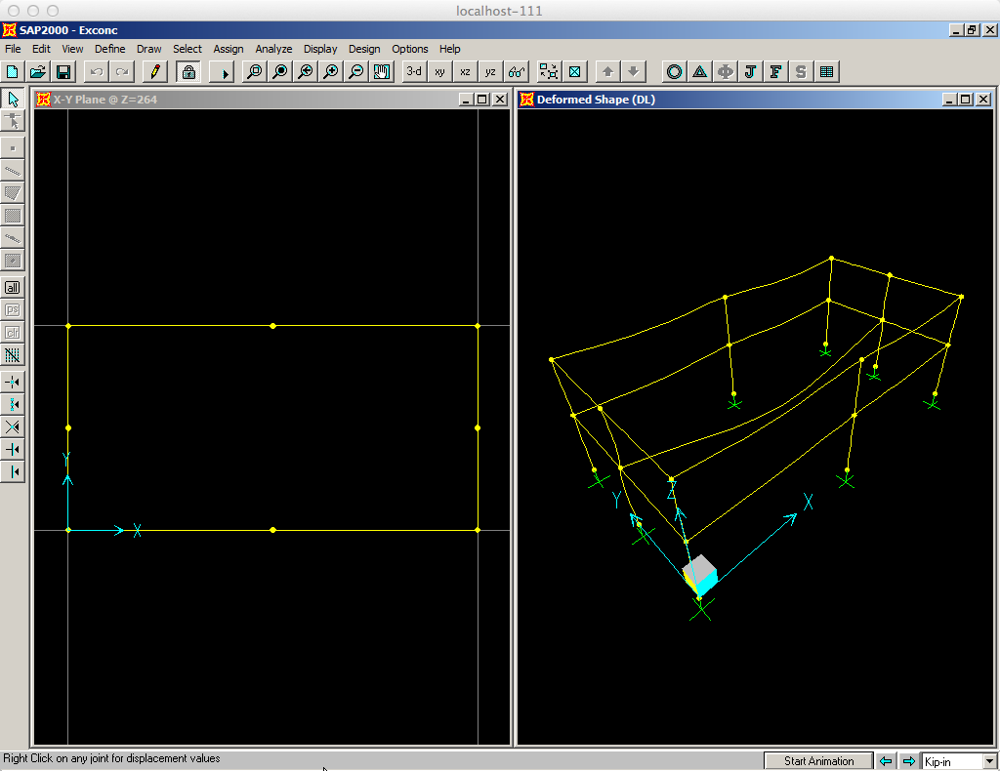 localhost-111
SAP2000 - Exconc
File Edit View Define Draw Select Assign Analyze Display Design Options Help
3-d xy xz yz J F S
X-Y Plane @ Z=264
Deformed Shape (DL)
all
ps
clr
Y
X
Y
Z
X
Right Click on any joint for displacement values
Start Animation
Kip-in